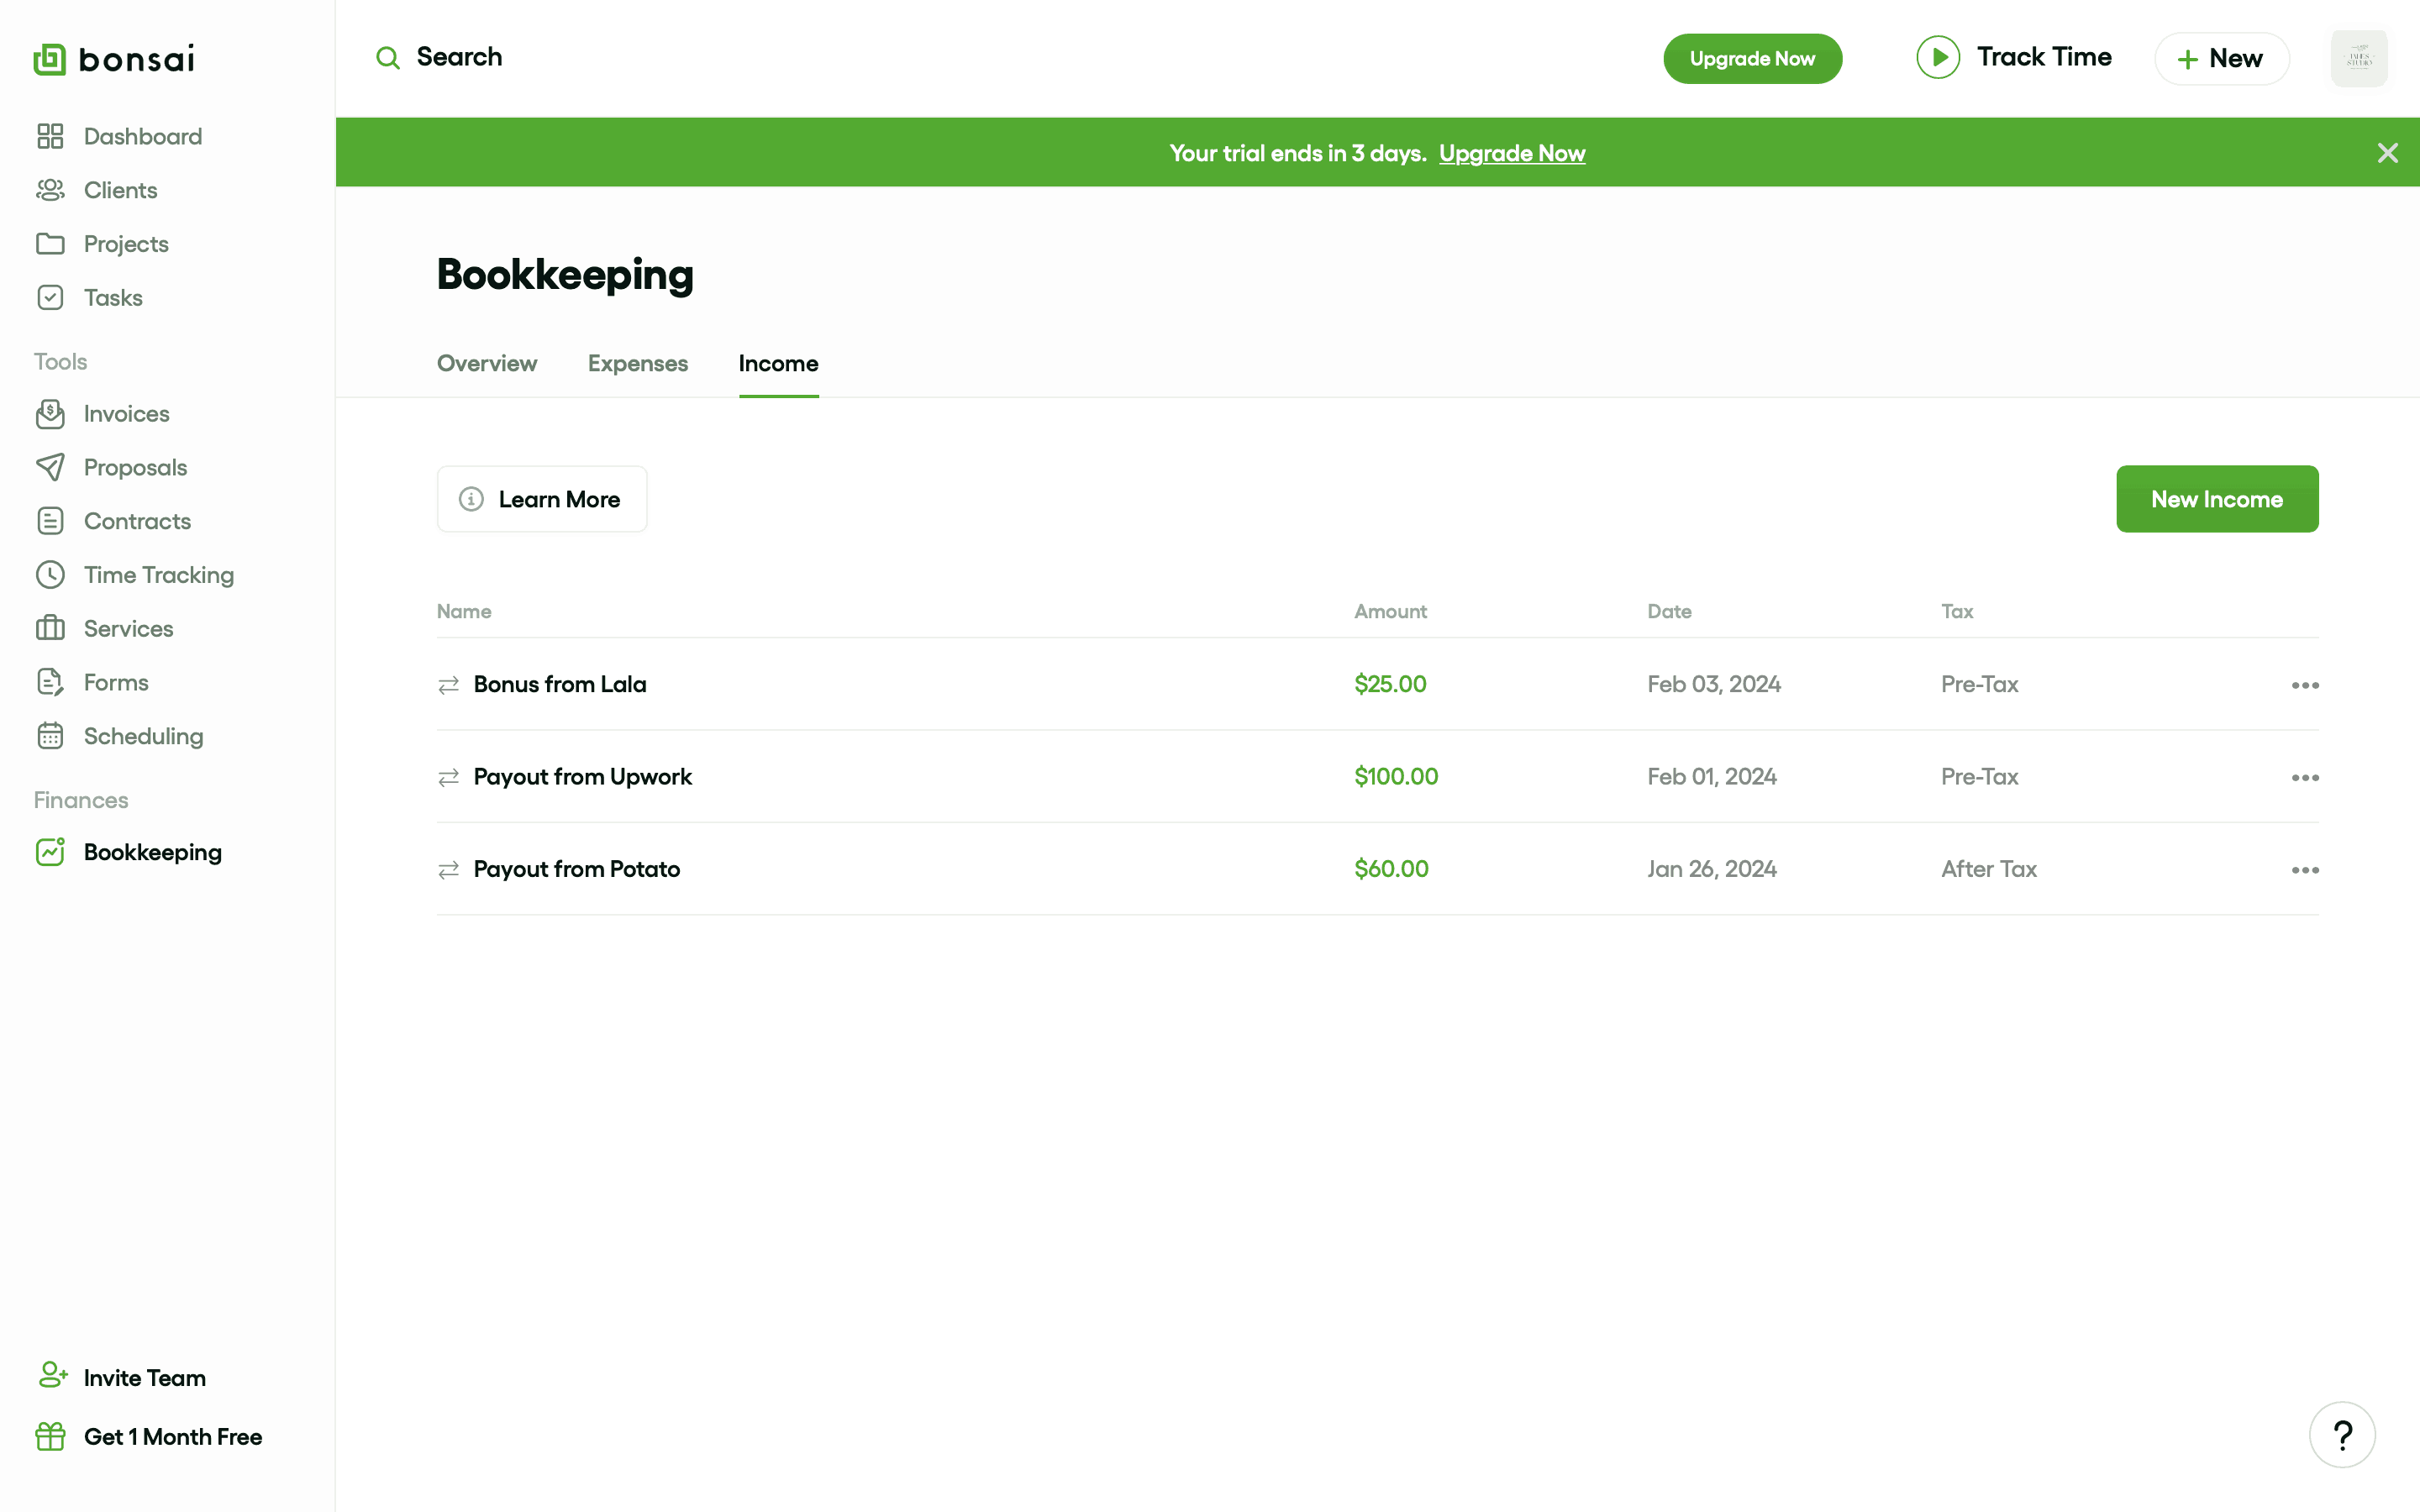 bonsai
Search
Upgrade Now
Track Time
New
Dashboard
Clients
Projects
Tasks
Tools
Invoices
Proposals
Contracts
Time Tracking
Services
Forms
Scheduling
Finances
Bookkeeping
Invite Team
Get 1 Month Free
Your trial ends in 3 days. Upgrade Now
Bookkeeping
Overview Expenses Income
Learn More
New Income
Name Amount Date Tax
Bonus from Lala $25.00 Feb 03, 2024 Pre-Tax
Payout from Upwork $100.00 Feb 01, 2024 Pre-Tax
Payout from Potato $60.00 Jan 26, 2024 After Tax
?